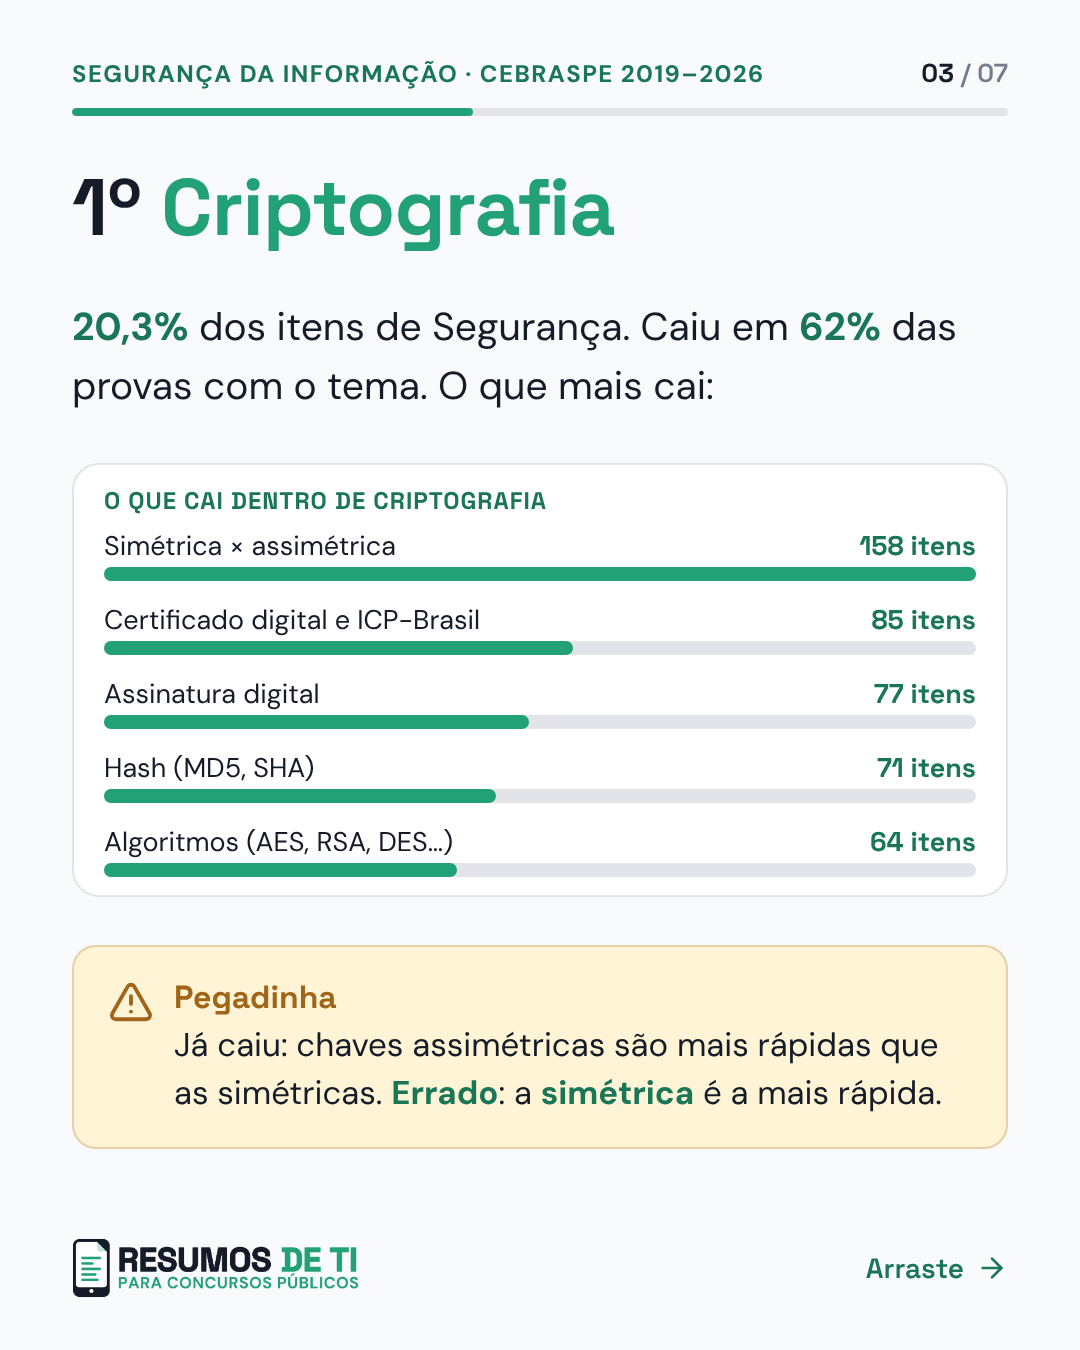 SEGURANÇA DA INFORMAÇÃO · CEBRASPE 2019–2026
03 / 07
1º Criptografia
20,3% dos itens de Segurança. Caiu em 62% das
provas com o tema. O que mais cai:
O QUE CAI DENTRO DE CRIPTOGRAFIA
Simétrica × assimétrica 158 itens
Certificado digital e ICP-Brasil 85 itens
Assinatura digital 77 itens
Hash (MD5, SHA) 71 itens
Algoritmos (AES, RSA, DES...) 64 itens
Pegadinha
Já caiu: chaves assimétricas são mais rápidas que
as simétricas. Errado: a simétrica é a mais rápida.
RESUMOS DE TI
PARA CONCURSOS PÚBLICOS
Arraste →